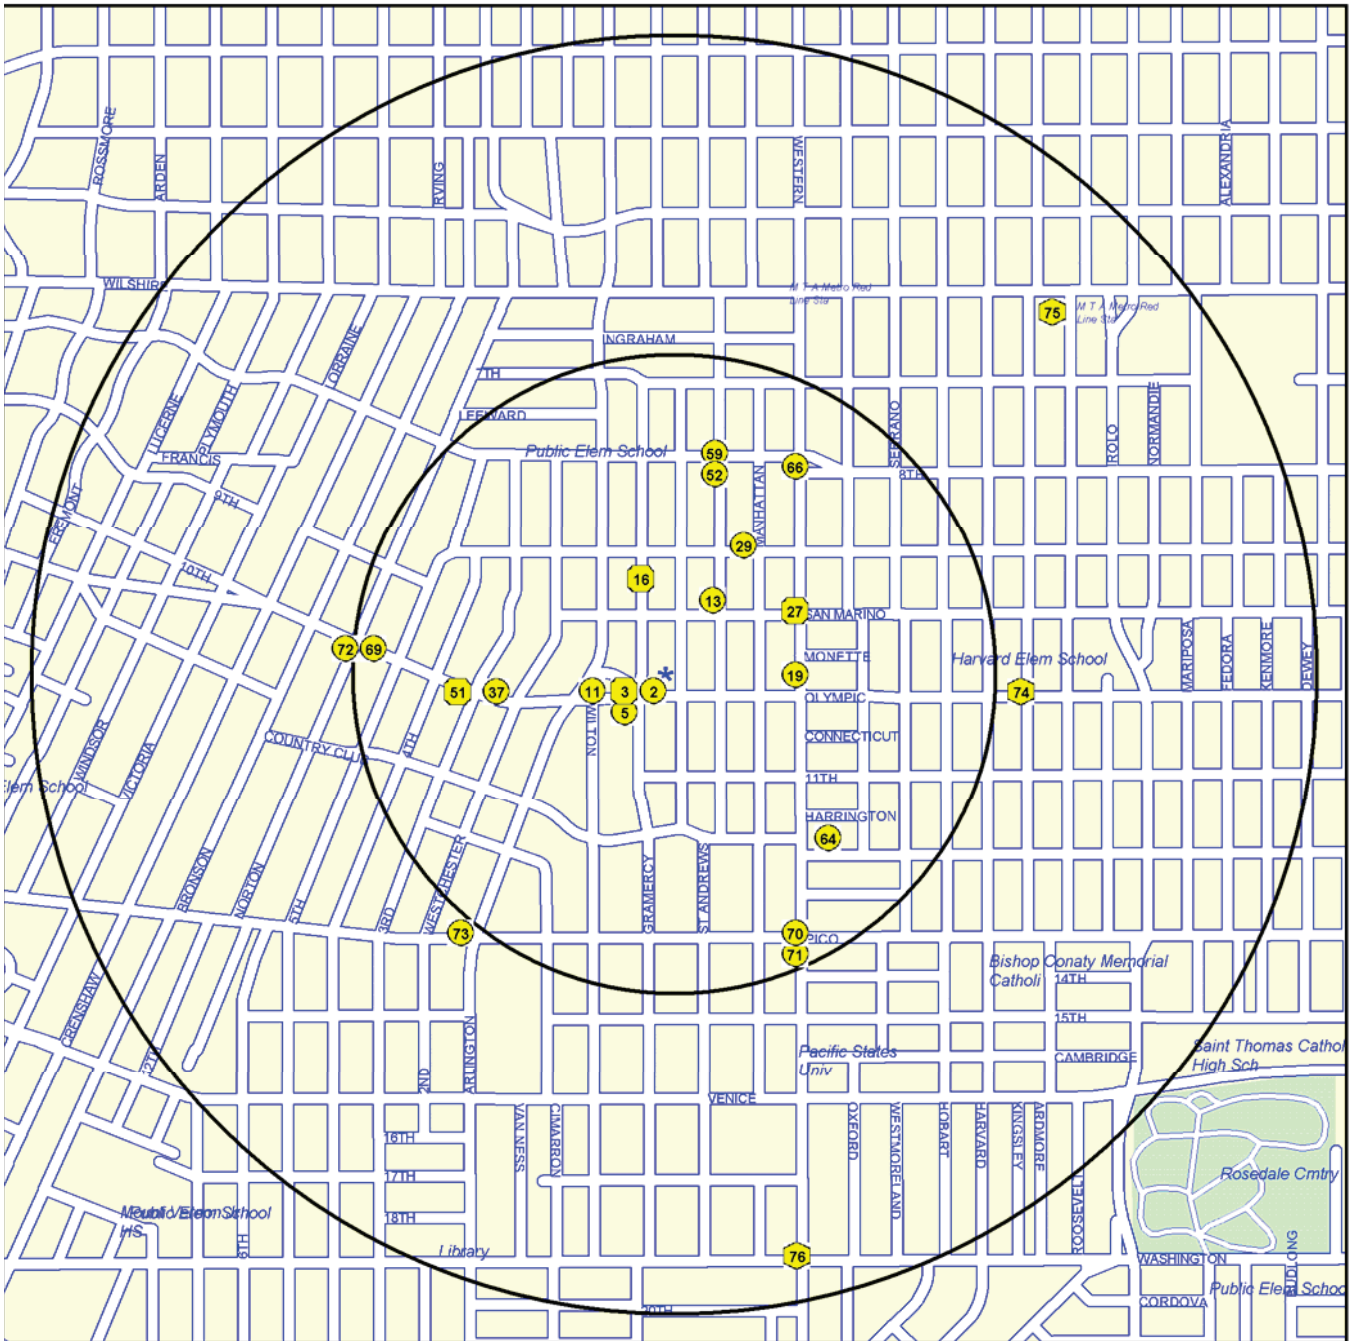 ROSSMORE
ARDEN
IRVING
WESTERN
ALEXANDRIA
WILSHIRE
M T A Metro Red
Line Sta
75
M T A Metro Red
Line Sta
INGRAHAM
LORRAINE
7TH
LUCERNE
PLYMOUTH
LEEWARD
SERRANO
ROLO
NORMANDIE
FRANCIS
Public Elem School
59
52
66
8TH
9TH
FREMONT
MANHATTAN
29
10TH
16
13
27
SAN MARINO
72
69
MONETTE
Harvard Elem School
MARIPOSA
FEDORA
KENMORE
DEWEY
*
19
51
37
11
3
2
5
OLYMPIC
74
WILTON
WINDSOR
VICTORIA
COUNTRY CLUB
4TH
CONNECTICUT
Elem School
11TH
HARRINGTON
64
BRONSON
NORTON
5TH
3RD
WESTCHESTER
GRAMERCY
ST ANDREWS
73
70
PICO
71
Bishop Conaty Memorial
Catholi
14TH
CRENSHAW
12TH
15TH
2ND
ARLINGTON
Pacific States
Univ
CAMBRIDGE
Saint Thomas Cathol
High Sch
VENICE
VAN NESS
CIMARRON
OXFORD
WESTMORELAND
HOBART
HARVARD
KINGSLEY
ARDMORE
16TH
17TH
ROOSEVELT
Rosedale Cmtry
18TH
HS
6TH
Library
76
WASHINGTON
BUDLONG
Public Elem Schoo
CORDOVA
20TH